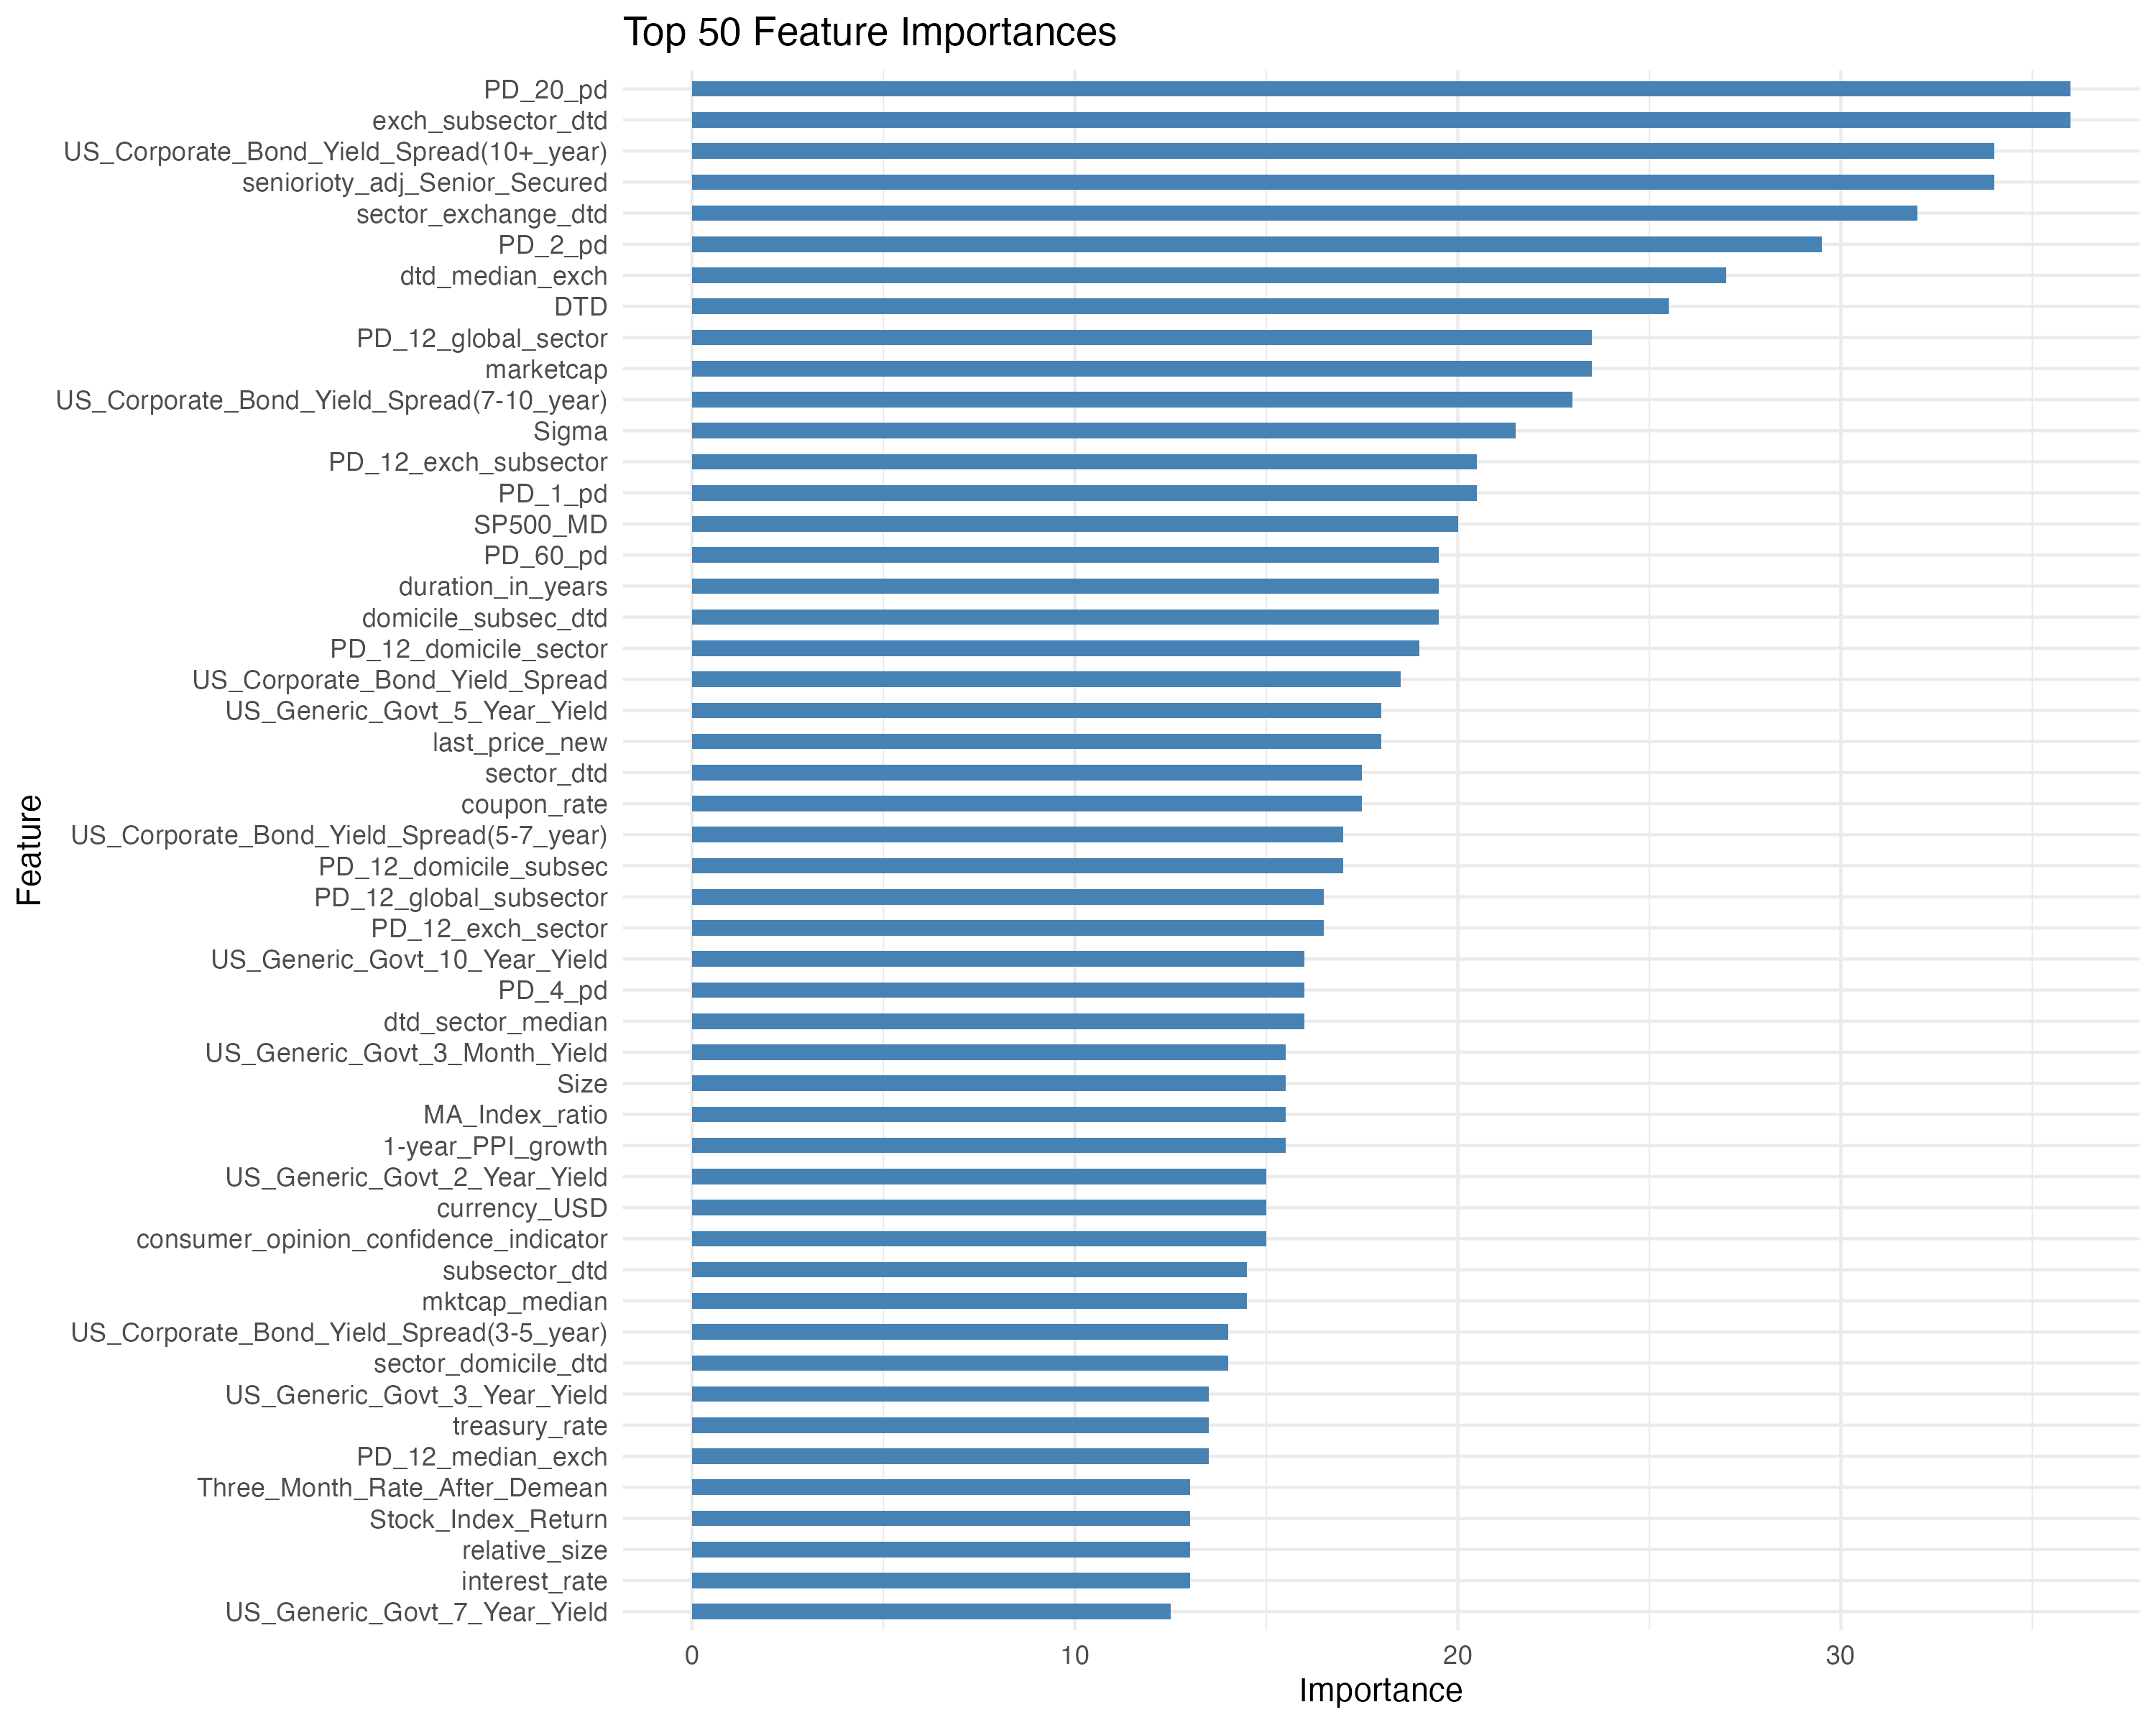 Top 50 Feature Importances
PD_20_pd
exch_subsector_dtd
US_Corporate_Bond_Yield_Spread(10+_year)
seniorioty_adj_Senior_Secured
sector_exchange_dtd
PD_2_pd
dtd_median_exch
DTD
PD_12_global_sector
marketcap
US_Corporate_Bond_Yield_Spread(7-10_year)
Sigma
PD_12_exch_subsector
PD_1_pd
SP500_MD
PD_60_pd
duration_in_years
domicile_subsec_dtd
PD_12_domicile_sector
US_Corporate_Bond_Yield_Spread
US_Generic_Govt_5_Year_Yield
last_price_new
sector_dtd
coupon_rate
US_Corporate_Bond_Yield_Spread(5-7_year)
PD_12_domicile_subsec
PD_12_global_subsector
PD_12_exch_sector
US_Generic_Govt_10_Year_Yield
PD_4_pd
dtd_sector_median
US_Generic_Govt_3_Month_Yield
Size
MA_Index_ratio
1-year_PPI_growth
US_Generic_Govt_2_Year_Yield
currency_USD
consumer_opinion_confidence_indicator
subsector_dtd
mktcap_median
US_Corporate_Bond_Yield_Spread(3-5_year)
sector_domicile_dtd
US_Generic_Govt_3_Year_Yield
treasury_rate
PD_12_median_exch
Three_Month_Rate_After_Demean
Stock_Index_Return
relative_size
interest_rate
US_Generic_Govt_7_Year_Yield
Feature
0 10 20 30
Importance